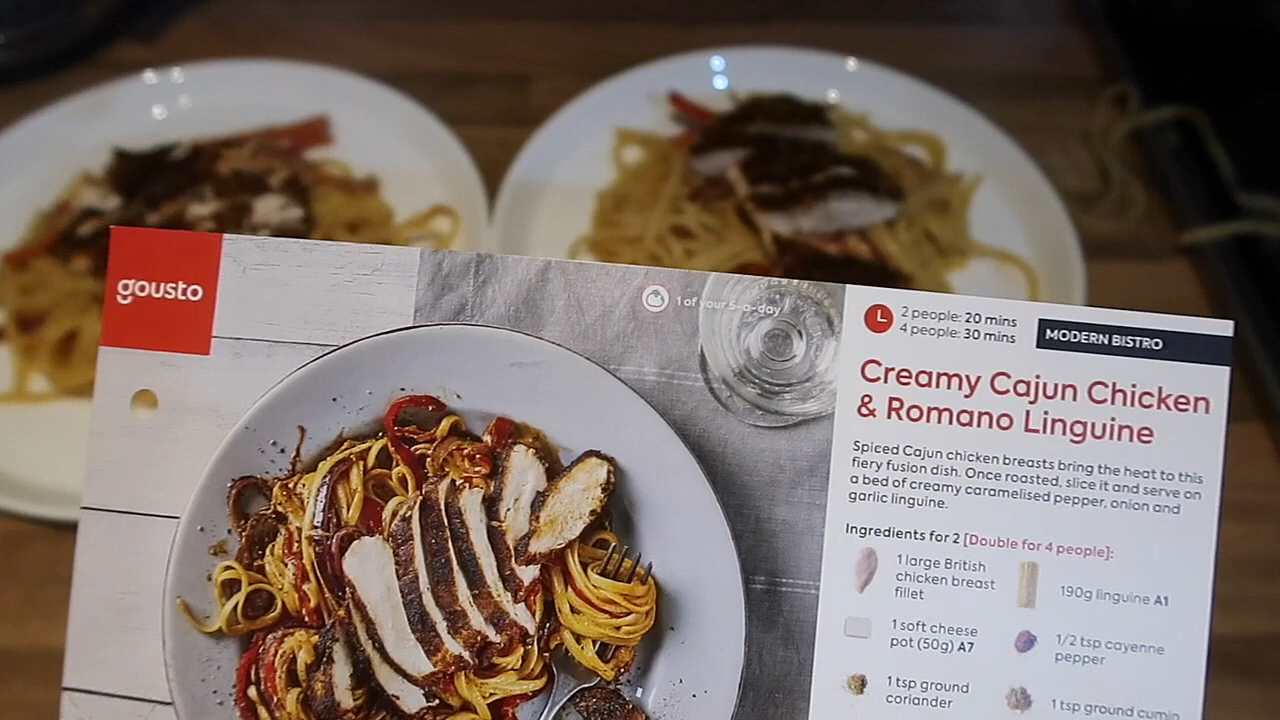 gousto
1 of your 5-a-day
2 people: 20 mins
4 people: 30 mins
MODERN BISTRO
Creamy Cajun Chicken
& Romano Linguine
Spiced Cajun chicken breasts bring the heat to this
fiery fusion dish. Once roasted, slice it and serve on
a bed of creamy caramelised pepper, onion and
garlic linguine.
Ingredients for 2 [Double for 4 people]:
1 large British
chicken breast
fillet
190g linguine A1
1 soft cheese
pot (50g) A7
1/2 tsp cayenne
pepper
1 tsp ground
coriander
1 tsp ground cumin